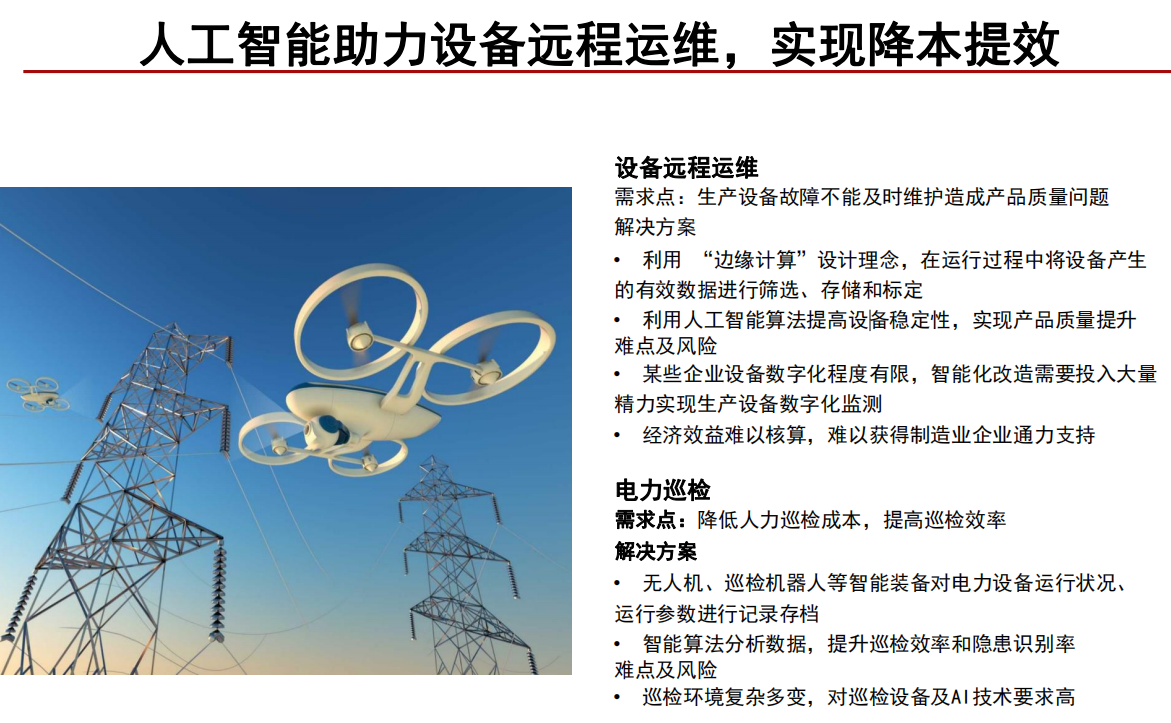 人工智能助力设备远程运维，实现降本提效
设备远程运维
需求点：生产设备故障不能及时维护造成产品质量问题
解决方案
• 利用 “边缘计算”设计理念，在运行过程中将设备产生
的有效数据进行筛选、存储和标定
• 利用人工智能算法提高设备稳定性，实现产品质量提升
难点及风险
• 某些企业设备数字化程度有限，智能化改造需要投入大量
精力实现生产设备数字化监测
• 经济效益难以核算，难以获得制造业企业通力支持
电力巡检
需求点：降低人力巡检成本，提高巡检效率
解决方案
• 无人机、巡检机器人等智能装备对电力设备运行状况、
运行参数进行记录存档
• 智能算法分析数据，提升巡检效率和隐患识别率
难点及风险
• 巡检环境复杂多变，对巡检设备及AI技术要求高